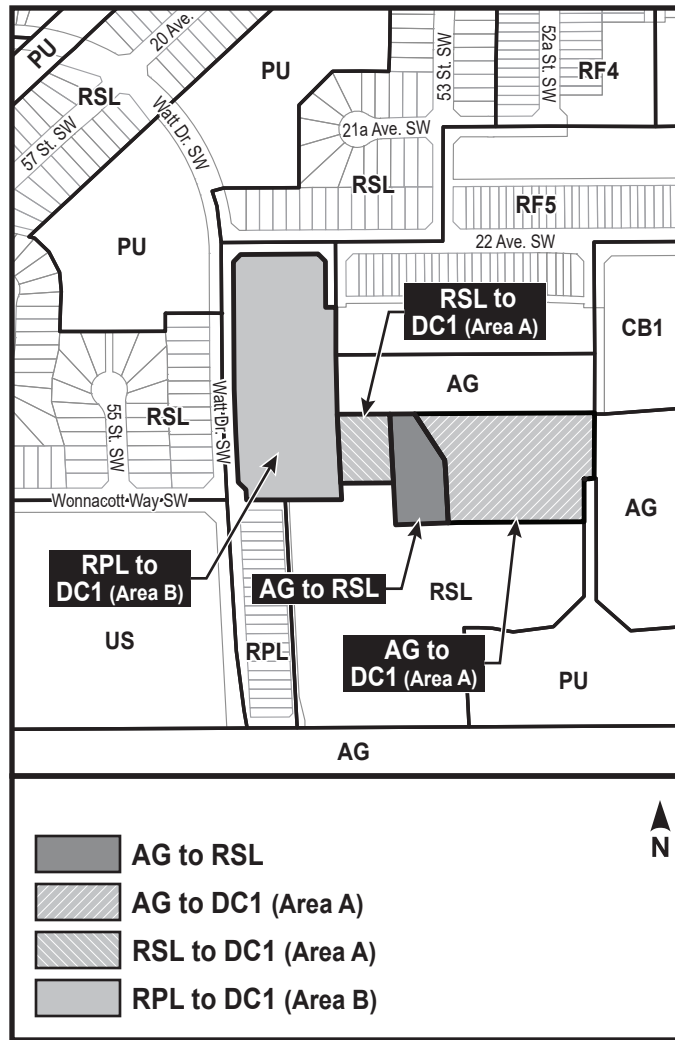 PU
20 Ave.
RSL
57 St. SW
Watt Dr. SW
PU
53 St. SW
52a St. SW
RF4
21a Ave. SW
RSL
RF5
PU
22 Ave. SW
RSL to
DC1 (Area A)
CB1
AG
RSL
55 St. SW
Watt Dr. SW
Wonnacott Way SW
AG
RPL to
DC1 (Area B)
AG to RSL
RSL
US
RPL
AG to
DC1 (Area A)
PU
AG
AG to RSL
AG to DC1 (Area A)
RSL to DC1 (Area A)
RPL to DC1 (Area B)
N